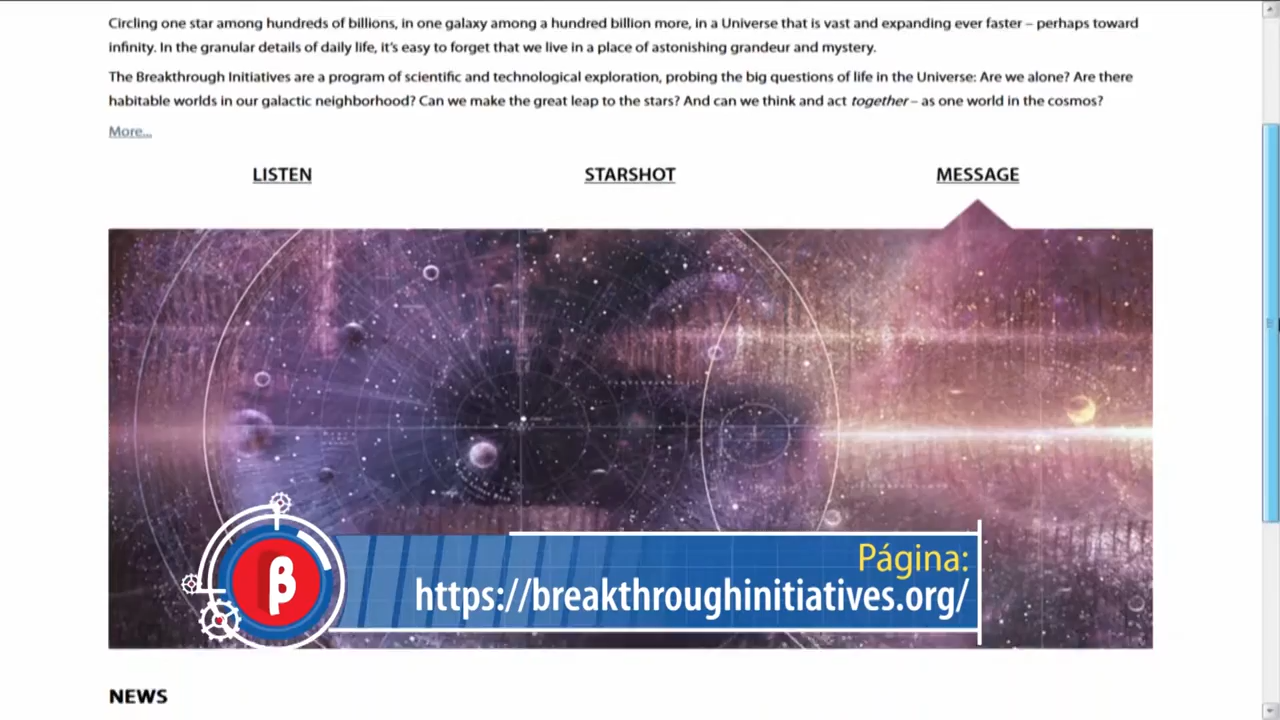 Circling one star among hundreds of billions, in one galaxy among a hundred billion more, in a Universe that is vast and expanding ever faster – perhaps toward
infinity. In the granular details of daily life, it's easy to forget that we live in a place of astonishing grandeur and mystery.
The Breakthrough Initiatives are a program of scientific and technological exploration, probing the big questions of life in the Universe: Are we alone? Are there
habitable worlds in our galactic neighborhood? Can we make the great leap to the stars? And can we think and act together – as one world in the cosmos?
More...
LISTEN STARSHOT MESSAGE
β
Página:
https://breakthroughinitiatives.org/
NEWS